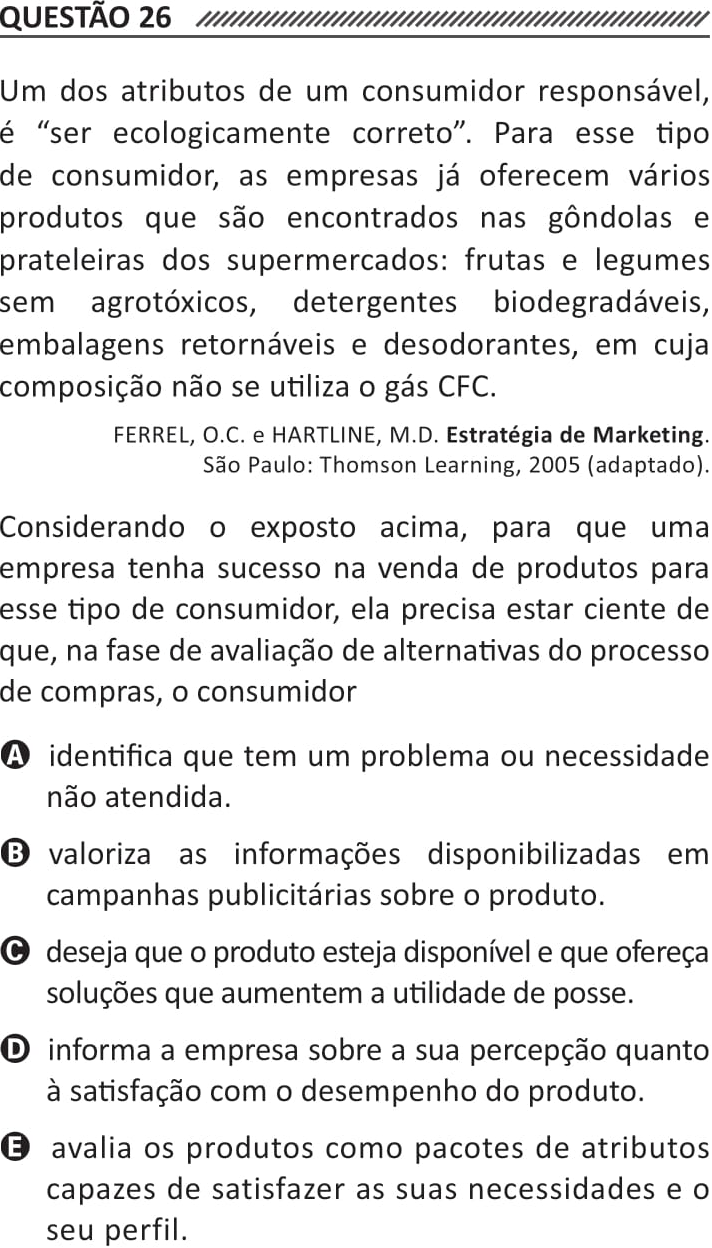 QUESTÃO 26
Um dos atributos de um consumidor responsável,
é “ser ecologicamente correto”. Para esse tipo
de consumidor, as empresas já oferecem vários
produtos que são encontrados nas gôndolas e
prateleiras dos supermercados: frutas e legumes
sem agrotóxicos, detergentes biodegradáveis,
embalagens retornáveis e desodorantes, em cuja
composição não se utiliza o gás CFC.
FERREL, O.C. e HARTLINE, M.D. Estratégia de Marketing.
São Paulo: Thomson Learning, 2005 (adaptado).
Considerando o exposto acima, para que uma
empresa tenha sucesso na venda de produtos para
esse tipo de consumidor, ela precisa estar ciente de
que, na fase de avaliação de alternativas do processo
de compras, o consumidor
A identifica que tem um problema ou necessidade
não atendida.
B valoriza as informações disponibilizadas em
campanhas publicitárias sobre o produto.
C deseja que o produto esteja disponível e que ofereça
soluções que aumentem a utilidade de posse.
D informa a empresa sobre a sua percepção quanto
à satisfação com o desempenho do produto.
E avalia os produtos como pacotes de atributos
capazes de satisfazer as suas necessidades e o
seu perfil.